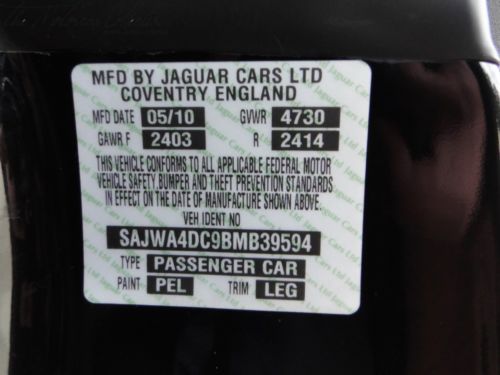 MFD BY JAGUAR CARS LTD
COVENTRY ENGLAND
MFD DATE 05/10 GVWR 4730
GAWR F 2403 R 2414
THIS VEHICLE CONFORMS TO ALL APPLICABLE FEDERAL MOTOR
VEHICLE SAFETY, BUMPER AND THEFT PREVENTION STANDARDS
IN EFFECT ON THE DATE OF MANUFACTURE SHOWN ABOVE.
VEH IDENT NO
SAJWA4DC9BMB39594
TYPE PASSENGER CAR
PAINT PEL TRIM LEG